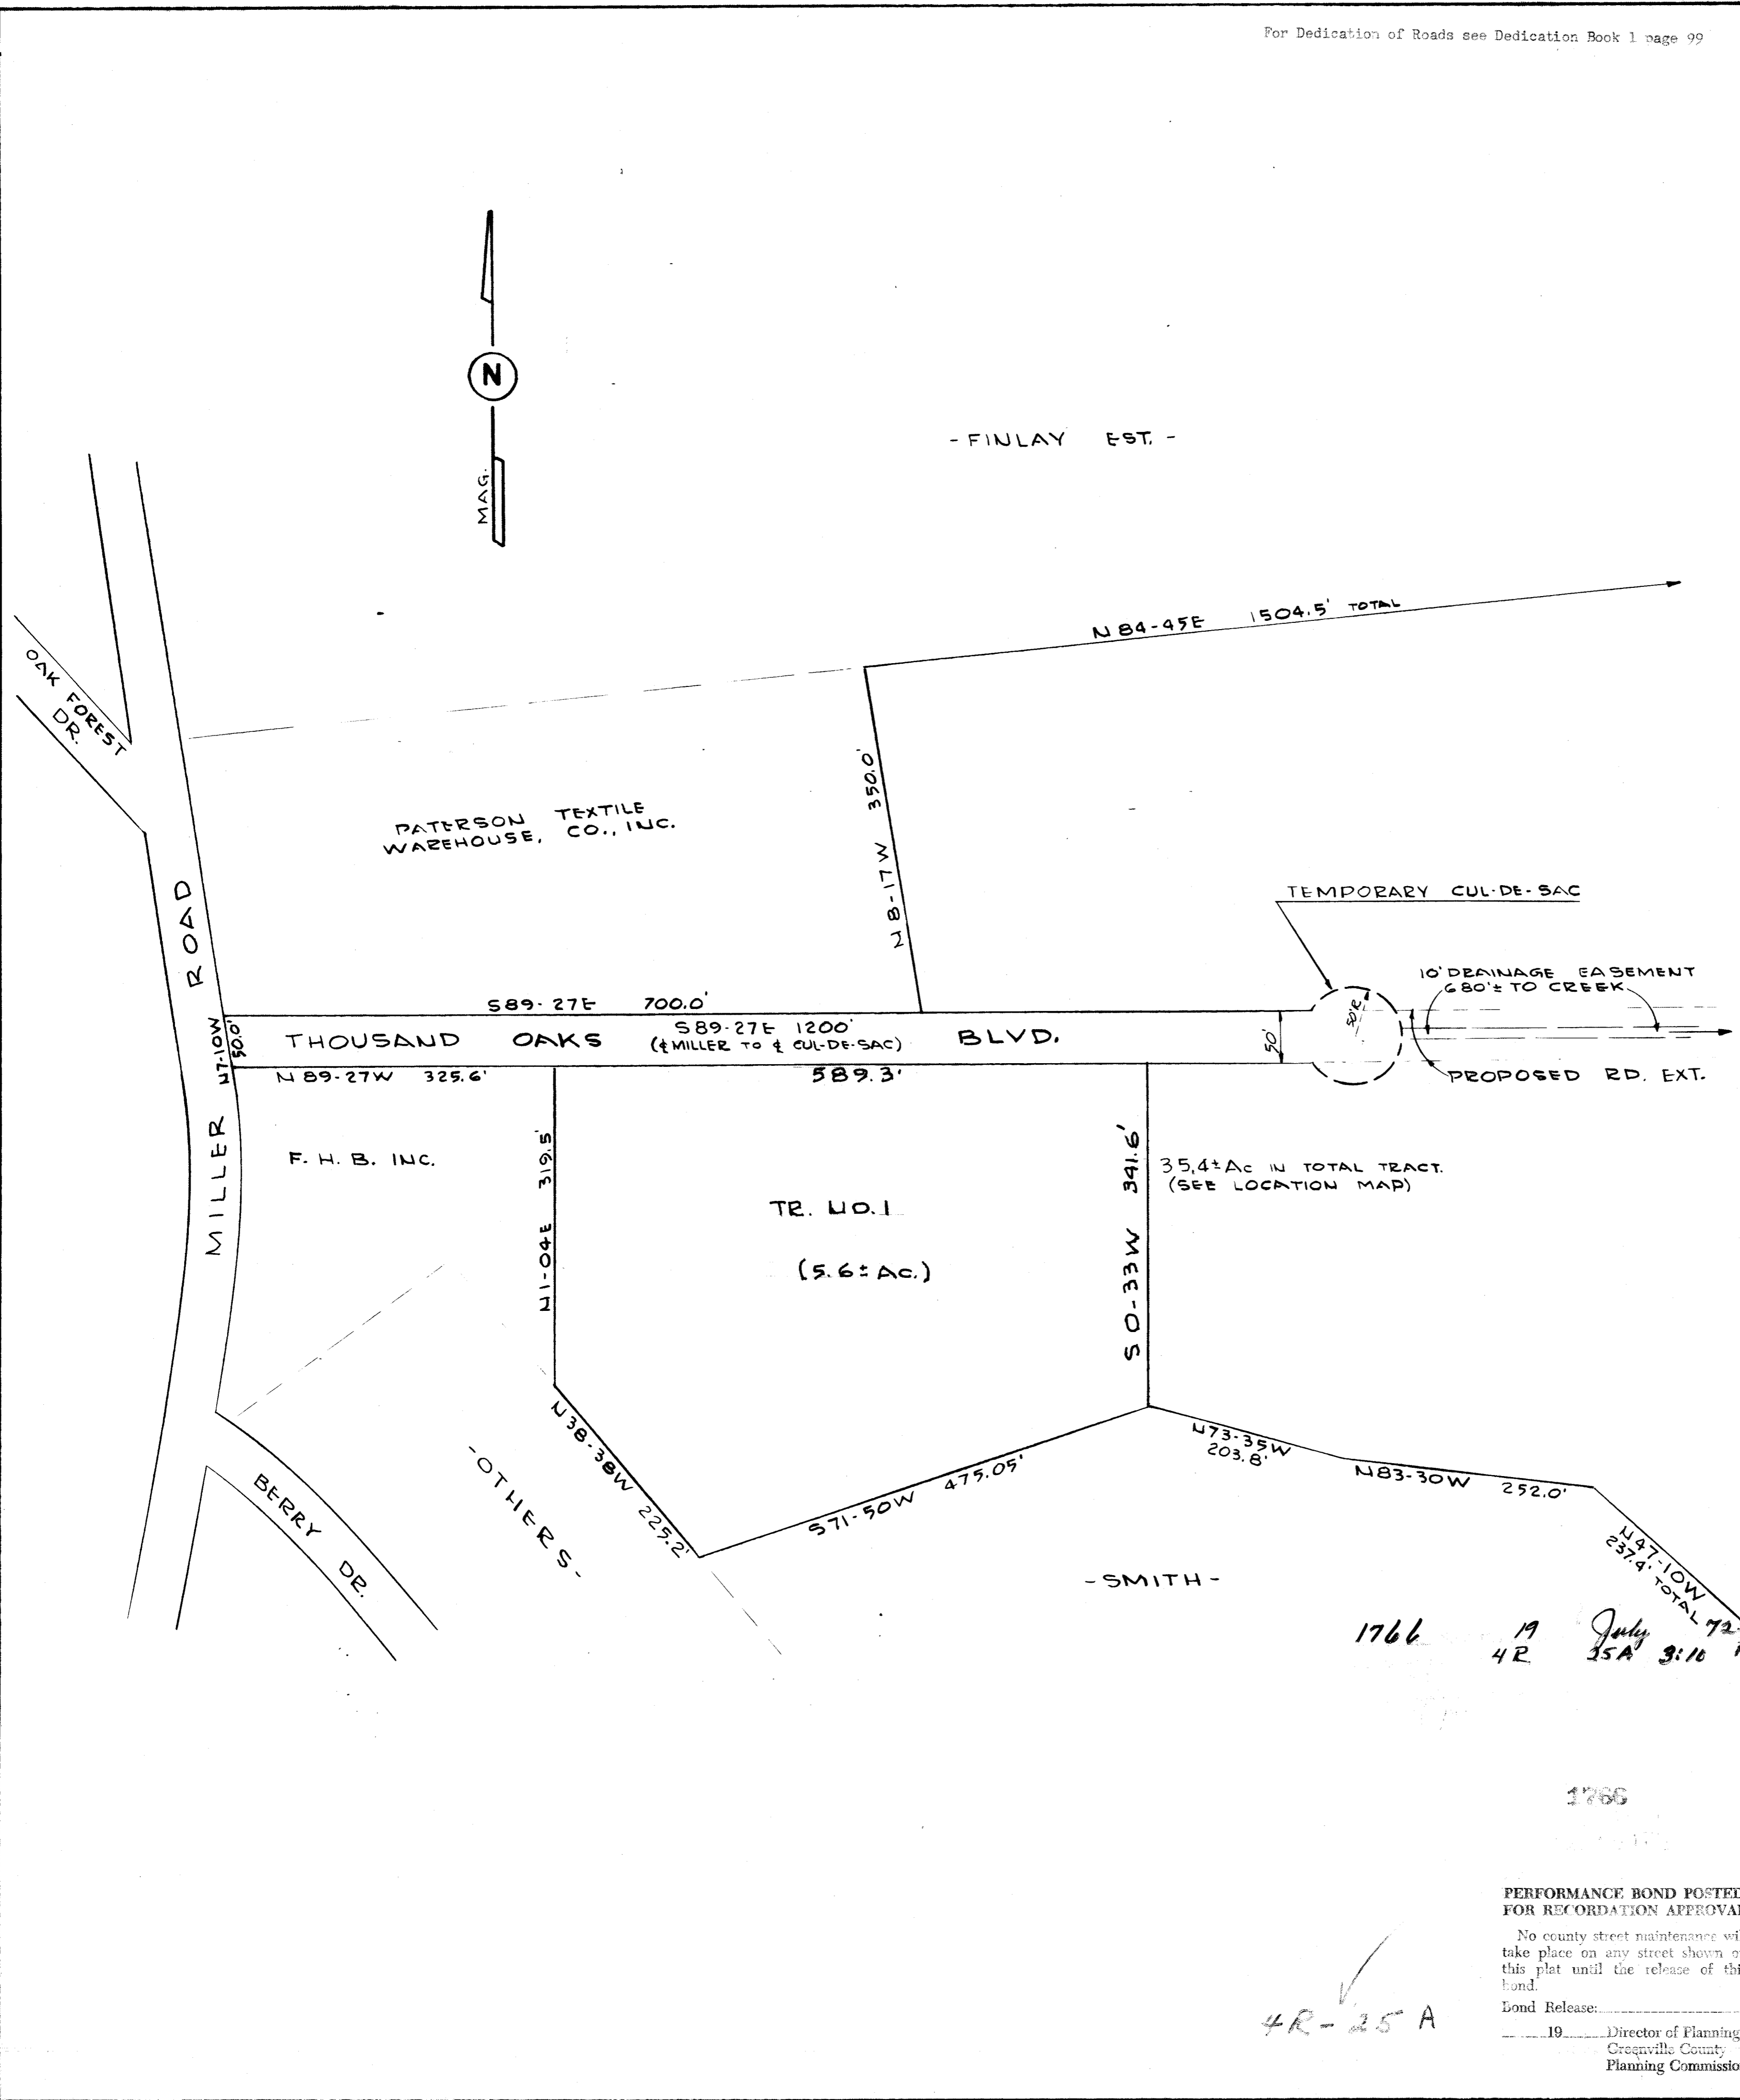 For Dedication of Roads see Dedication Book 1 page 99
N
MAG.
- FINLAY EST. -
N 84-45E 1504.5' TOTAL
OAK FOREST
DR.
PATERSON TEXTILE
WAREHOUSE, CO., INC.
N 8-17W 350.0'
TEMPORARY CUL-DE-SAC
10' DRAINAGE EASEMENT
680'± TO CREEK
50'R
MILLER ROAD
N7-10W
50.0'
S89-27E 700.0'
THOUSAND OAKS BLVD.
S89-27E 1200'
(℄ MILLER TO ℄ CUL-DE-SAC)
50'
N 89-27W 325.6'
589.3'
PROPOSED RD. EXT.
F. H. B. INC.
N1-04E 319.5'
TR. NO. 1
(5.6± AC.)
S 0-33W 341.6'
35.4± Ac IN TOTAL TRACT.
(SEE LOCATION MAP)
N38-38W 225.2'
- OTHERS -
BERRY DR.
S71-50W 475.05'
N73-35W
203.8'
N83-30W 252.0'
N47-10W
237.4' TOTAL
- SMITH -
1766 19 July 72
4R 25A 3:10
1766
PERFORMANCE BOND POSTED
FOR RECORDATION APPROVAL
No county street maintenance wi
take place on any street shown o
this plat until the release of thi
bond.
Bond Release:
19 Director of Planning
Greenville County
Planning Commissio
4R-25A